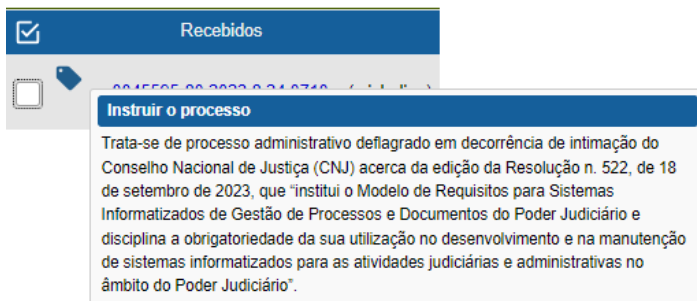 Recebidos
Instruir o processo
Trata-se de processo administrativo deflagrado em decorrência de intimação do
Conselho Nacional de Justiça (CNJ) acerca da edição da Resolução n. 522, de 18
de setembro de 2023, que “institui o Modelo de Requisitos para Sistemas
Informatizados de Gestão de Processos e Documentos do Poder Judiciário e
disciplina a obrigatoriedade da sua utilização no desenvolvimento e na manutenção
de sistemas informatizados para as atividades judiciárias e administrativas no
âmbito do Poder Judiciário”.